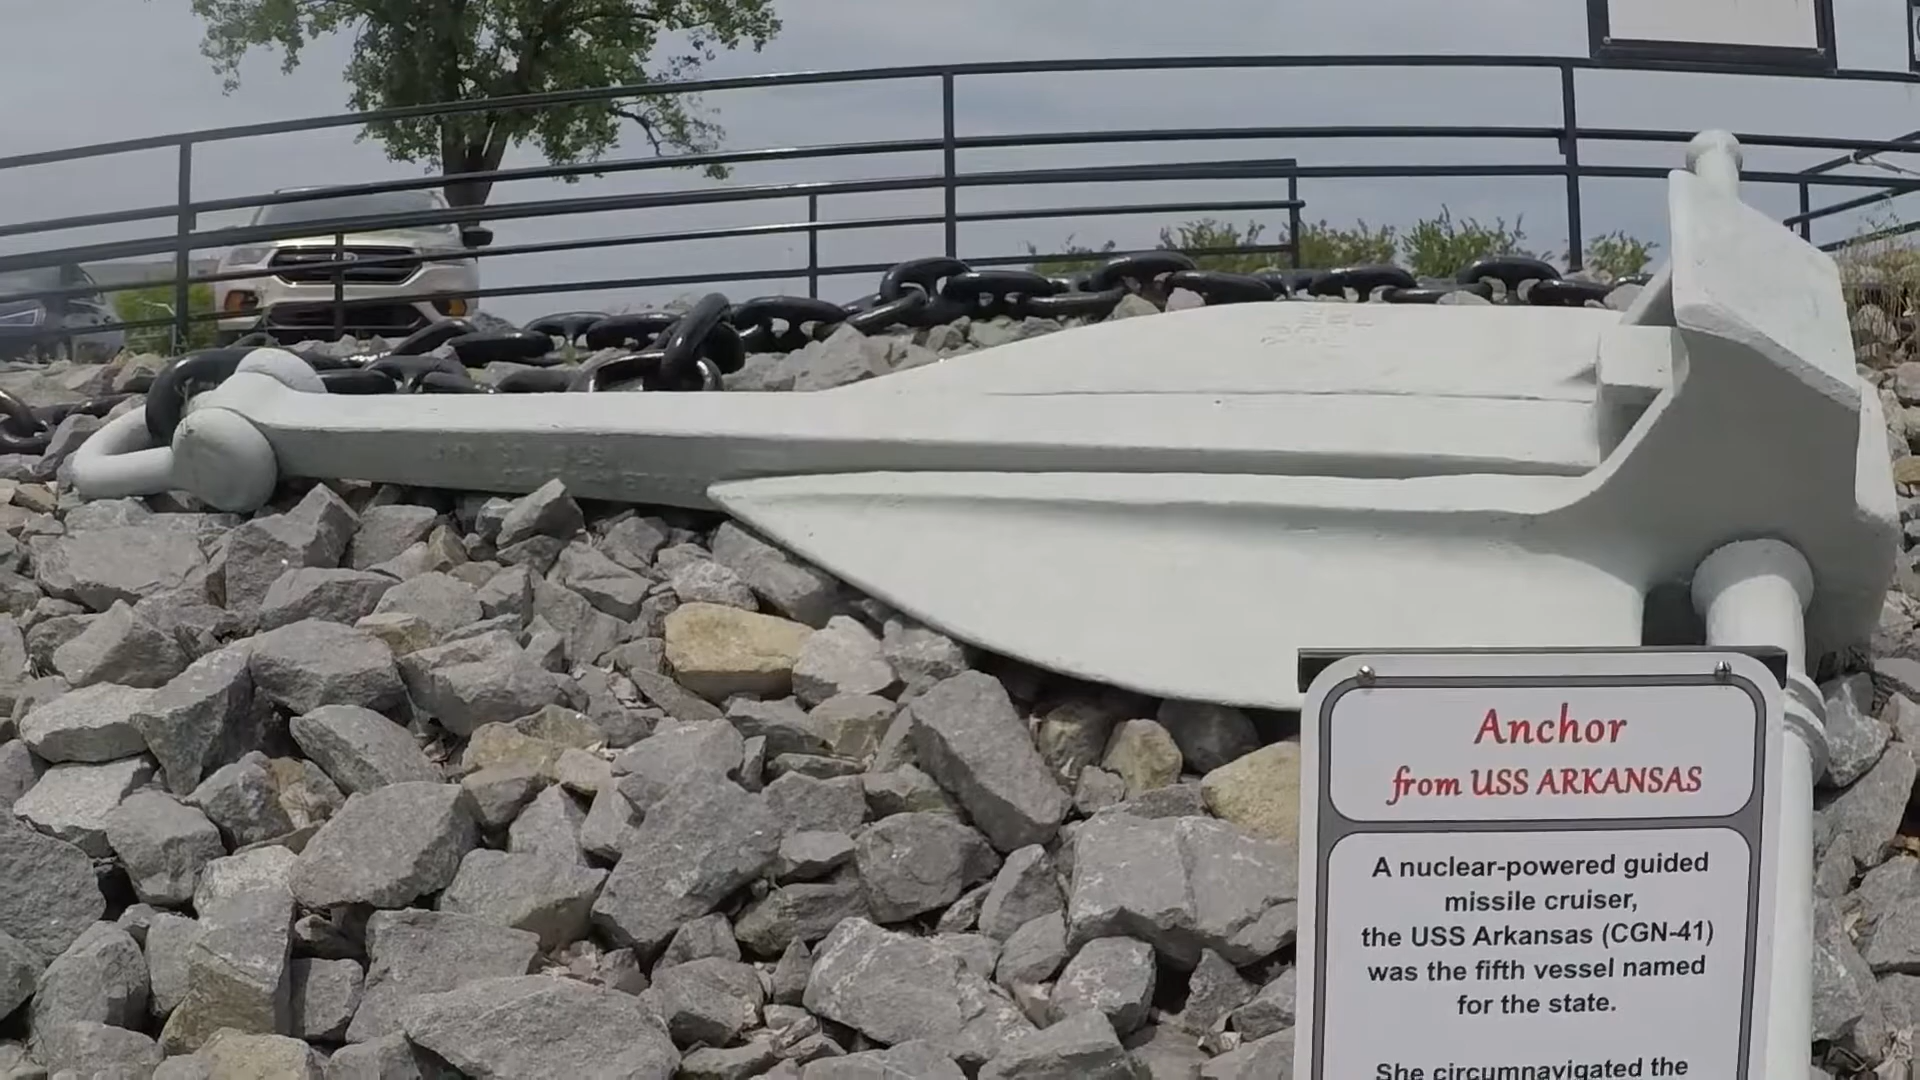 Anchor
from USS ARKANSAS
A nuclear-powered guided
missile cruiser,
the USS Arkansas (CGN-41)
was the fifth vessel named
for the state.
She circumnavigated the